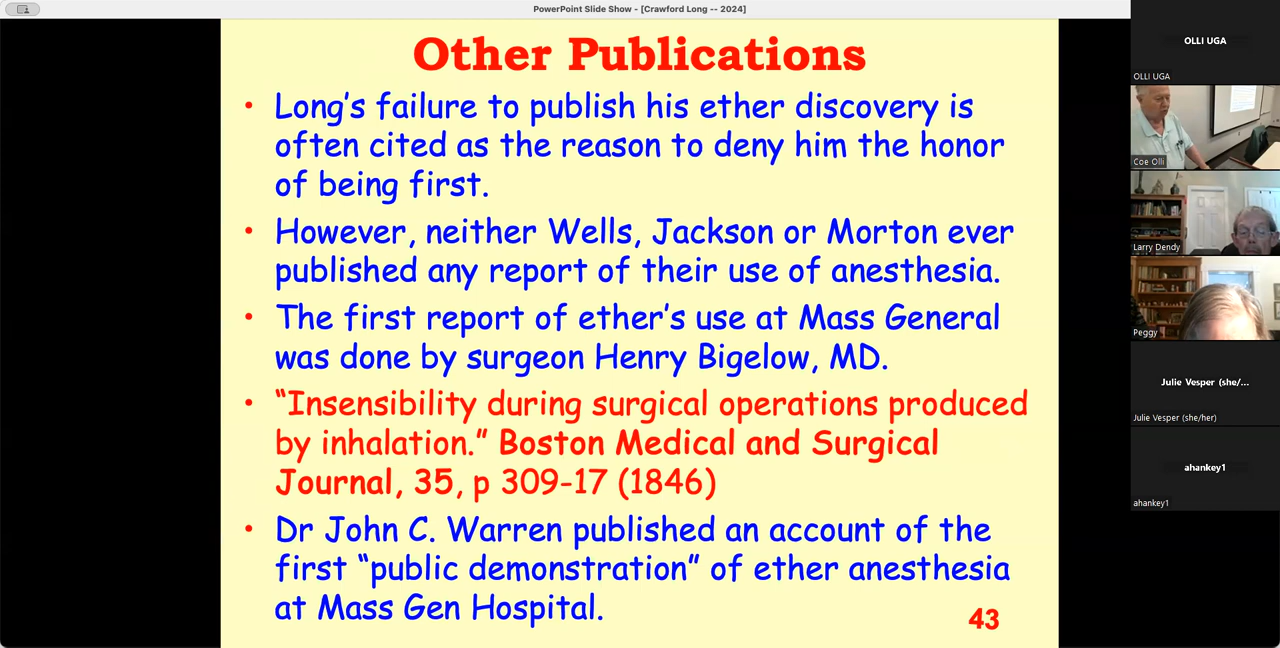 PowerPoint Slide Show - [Crawford Long -- 2024]
Other Publications
• Long's failure to publish his ether discovery is
often cited as the reason to deny him the honor
of being first.
• However, neither Wells, Jackson or Morton ever
published any report of their use of anesthesia.
• The first report of ether's use at Mass General
was done by surgeon Henry Bigelow, MD.
• “Insensibility during surgical operations produced
by inhalation.” Boston Medical and Surgical
Journal, 35, p 309-17 (1846)
• Dr John C. Warren published an account of the
first “public demonstration” of ether anesthesia
at Mass Gen Hospital.
43
OLLI UGA
OLLI UGA
Coe Olli
Larry Dendy
Peggy
Julie Vesper (she/...
Julie Vesper (she/her)
ahankey1
ahankey1